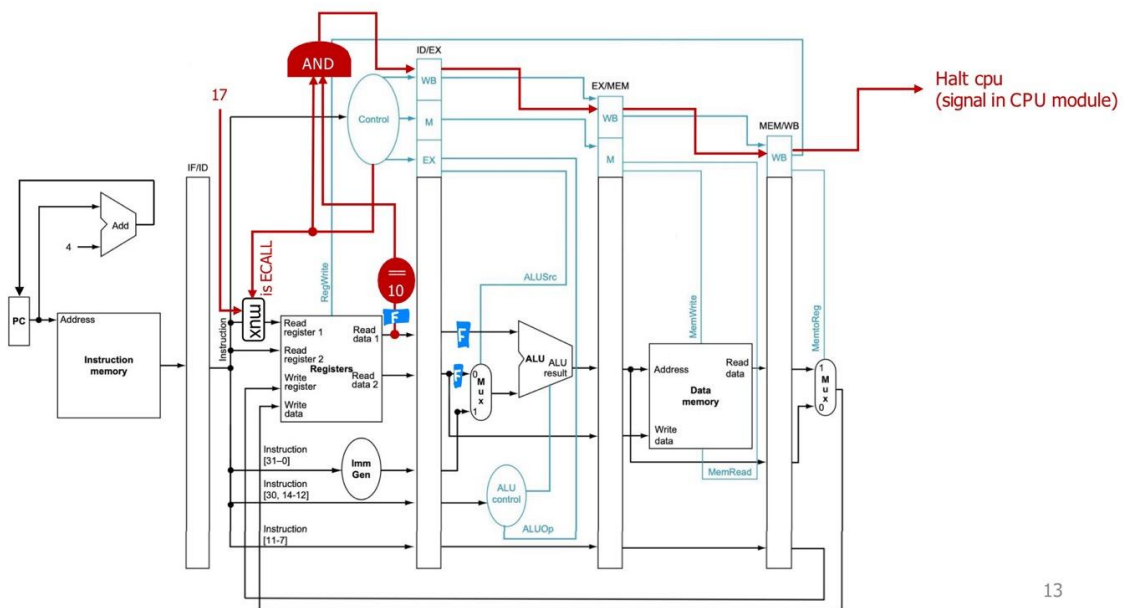 AND
17
Control
ID/EX
WB
M
EX
EX/MEM
WB
M
MEM/WB
WB
Halt cpu
(signal in CPU module)
IF/ID
Add
4
PC
Address
Instruction
memory
Instruction
mux
is ECALL
RegWrite
==
10
F
Read
register 1
Read
data 1
Read
register 2
Registers
Write
register
Read
data 2
Write
data
F
F
ALUSrc
0
Mux
1
ALU
ALU
result
MemWrite
Address
Read
data
Data
memory
Write
data
MemRead
MemtoReg
1
Mux
0
Instruction
[31–0]
Imm
Gen
Instruction
[30, 14-12]
ALU
control
ALUOp
Instruction
[11-7]
13